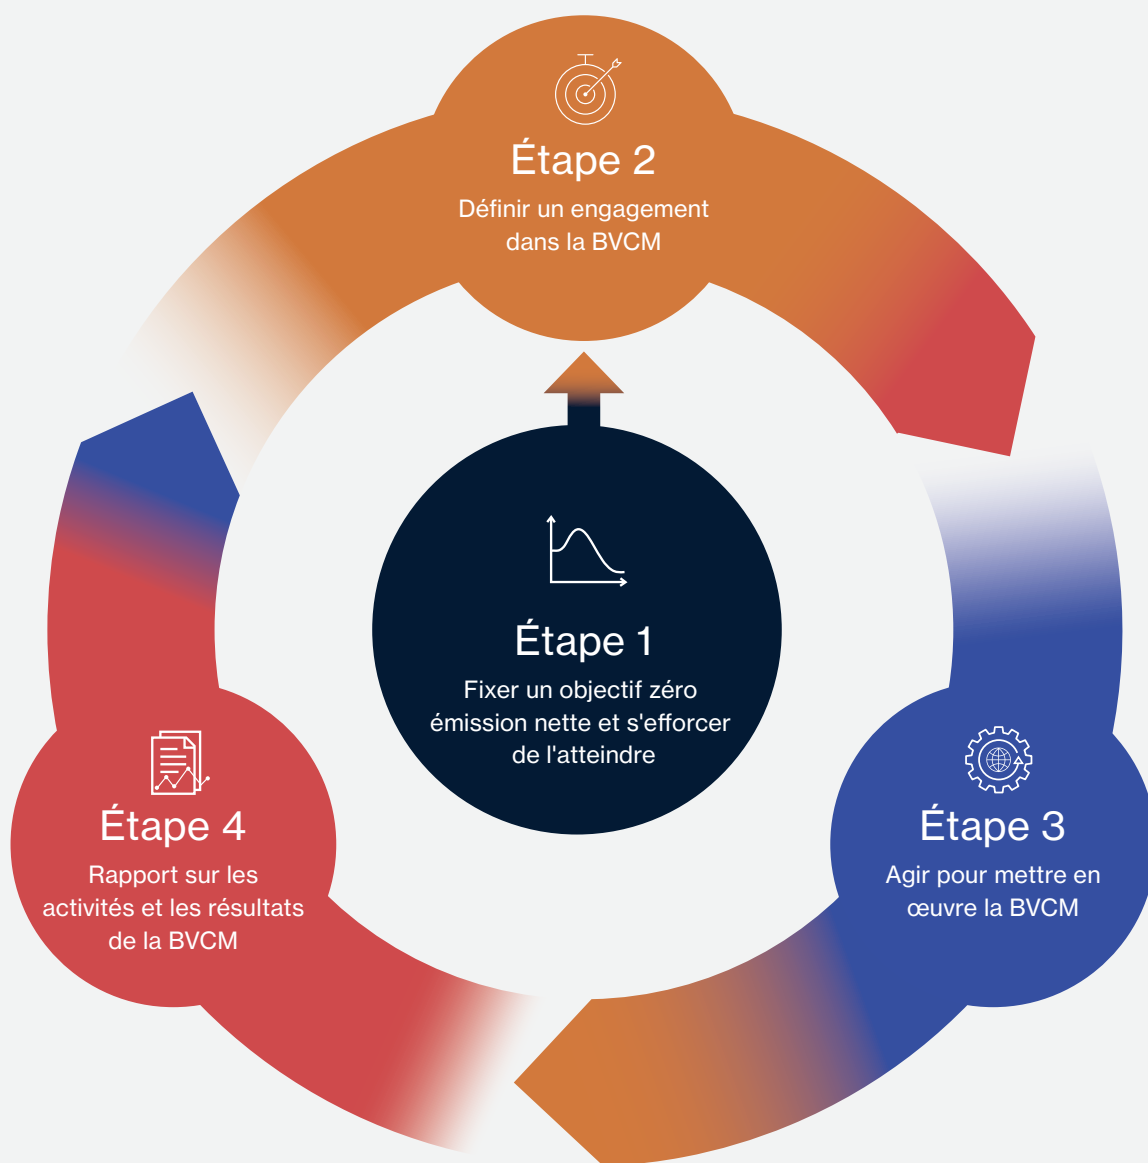 Étape 2
Définir un engagement
dans la BVCM
Étape 1
Fixer un objectif zéro
émission nette et s'efforcer
de l'atteindre
Étape 4
Rapport sur les
activités et les résultats
de la BVCM
Étape 3
Agir pour mettre en
œuvre la BVCM